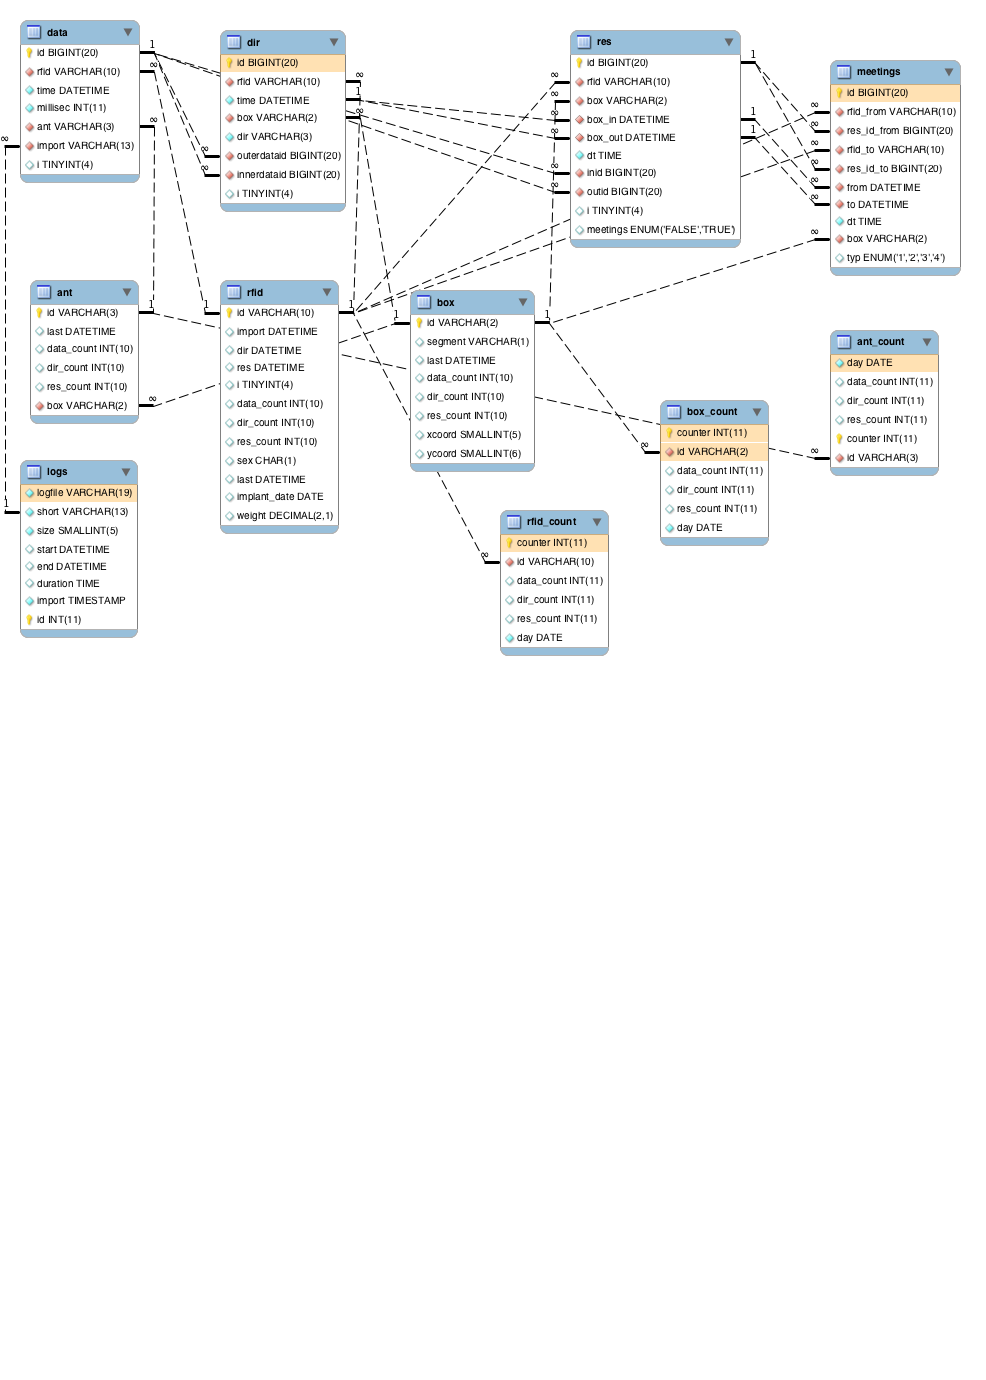 data
id BIGINT(20)
rfid VARCHAR(10)
time DATETIME
millisec INT(11)
ant VARCHAR(3)
import VARCHAR(13)
i TINYINT(4)
1
∞
∞
∞
dir
id BIGINT(20)
rfid VARCHAR(10)
time DATETIME
box VARCHAR(2)
dir VARCHAR(3)
outerdataid BIGINT(20)
innerdataid BIGINT(20)
i TINYINT(4)
∞
1
∞
∞
∞
res
id BIGINT(20)
rfid VARCHAR(10)
box VARCHAR(2)
box_in DATETIME
box_out DATETIME
dt TIME
inid BIGINT(20)
outid BIGINT(20)
i TINYINT(4)
meetings ENUM('FALSE','TRUE')
∞
∞
∞
∞
∞
∞
1
1
1
meetings
id BIGINT(20)
rfid_from VARCHAR(10)
res_id_from BIGINT(20)
rfid_to VARCHAR(10)
res_id_to BIGINT(20)
from DATETIME
to DATETIME
dt TIME
box VARCHAR(2)
typ ENUM('1','2','3','4')
∞
∞
∞
∞
∞
∞
∞
ant
id VARCHAR(3)
last DATETIME
data_count INT(10)
dir_count INT(10)
res_count INT(10)
box VARCHAR(2)
1
∞
rfid
id VARCHAR(10)
import DATETIME
dir DATETIME
res DATETIME
i TINYINT(4)
data_count INT(10)
dir_count INT(10)
res_count INT(10)
sex CHAR(1)
last DATETIME
implant_date DATE
weight DECIMAL(2,1)
1
1
box
id VARCHAR(2)
segment VARCHAR(1)
last DATETIME
data_count INT(10)
dir_count INT(10)
res_count INT(10)
xcoord SMALLINT(5)
ycoord SMALLINT(6)
1
1
ant_count
day DATE
data_count INT(11)
dir_count INT(11)
res_count INT(11)
counter INT(11)
id VARCHAR(3)
∞
box_count
counter INT(11)
id VARCHAR(2)
data_count INT(11)
dir_count INT(11)
res_count INT(11)
day DATE
∞
logs
logfile VARCHAR(19)
short VARCHAR(13)
size SMALLINT(5)
start DATETIME
end DATETIME
duration TIME
import TIMESTAMP
id INT(11)
1
rfid_count
counter INT(11)
id VARCHAR(10)
data_count INT(11)
dir_count INT(11)
res_count INT(11)
day DATE
∞